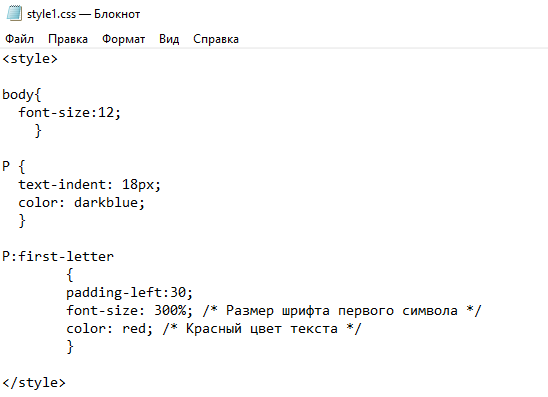 style1.css — Блокнот
Файл Правка Формат Вид Справка
<style>
body{
font-size:12;
}
P {
text-indent: 18px;
color: darkblue;
}
P:first-letter
{
padding-left:30;
font-size: 300%; /* Размер шрифта первого символа */
color: red; /* Красный цвет текста */
}
</style>